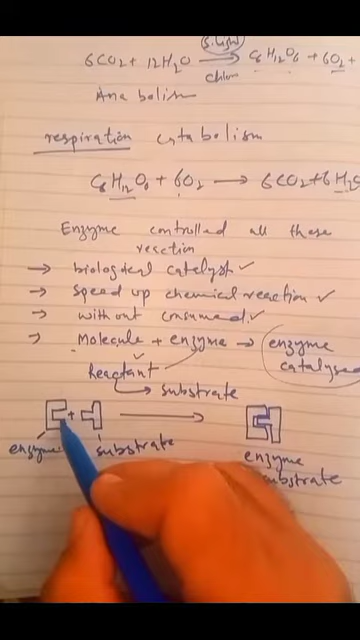 S.light
6CO2 + 12H2O → C6H12O6 + 6O2 +
chlor
Anabolism
respiration catabolism
C6H12O6 + 6O2 → 6CO2 + 6H2O
Enzyme controlled all these
reaction
→ biological catalyst ✓
→ Speed up chemical reaction ✓
→ without consumed. ✓
→ Molecule + enzyme → enzyme
catalysed
Reactant
→ substrate
+ →
enzyme substrate enzyme
substrate